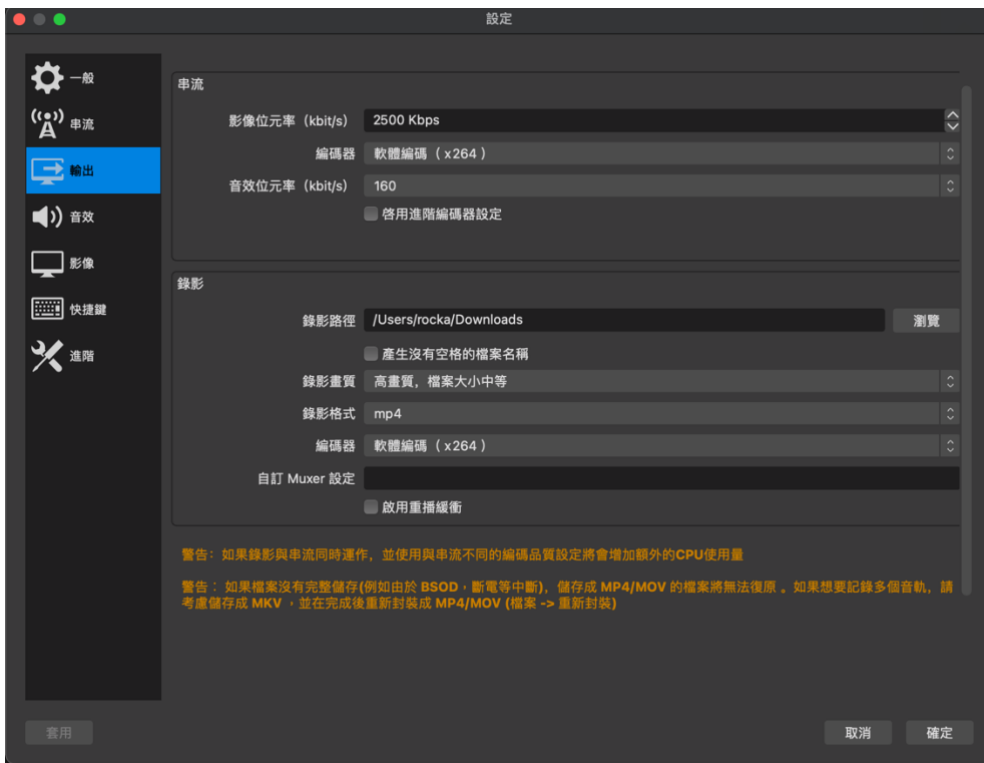 設定
一般
串流
輸出
音效
影像
快捷鍵
進階
串流
影像位元率（kbit/s） 2500 Kbps
編碼器 軟體編碼（x264）
音效位元率（kbit/s） 160
啓用進階編碼器設定
錄影
錄影路徑 /Users/rocka/Downloads 瀏覽
產生沒有空格的檔案名稱
錄影畫質 高畫質，檔案大小中等
錄影格式 mp4
編碼器 軟體編碼（x264）
自訂 Muxer 設定
啟用重播緩衝
警告：如果錄影與串流同時運作，並使用與串流不同的編碼品質設定將會增加額外的CPU使用量
警告： 如果檔案沒有完整儲存(例如由於 BSOD，斷電等中斷)，儲存成 MP4/MOV 的檔案將無法復原 。如果想要記錄多個音軌，請
考慮儲存成 MKV ，並在完成後重新封裝成 MP4/MOV (檔案 -> 重新封裝)
套用 取消 確定